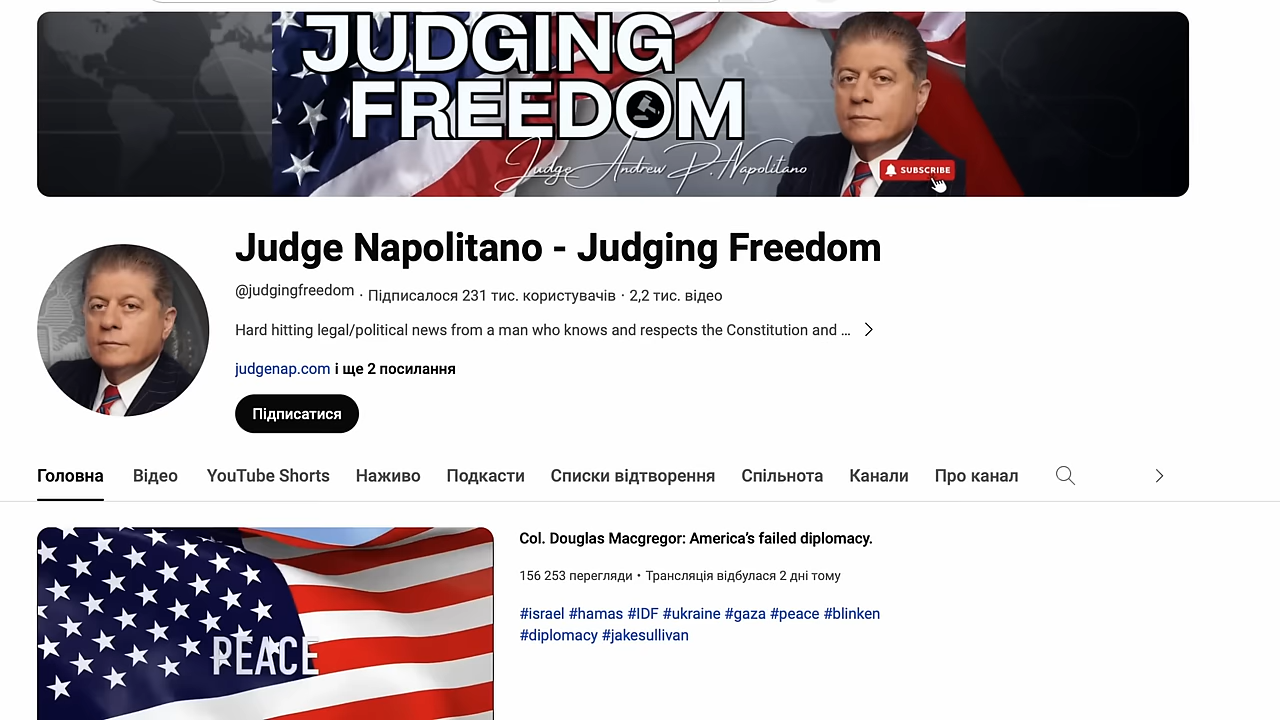 JUDGING
FREEDOM
Judge Andrew P. Napolitano
SUBSCRIBE
Judge Napolitano - Judging Freedom
@judgingfreedom · Підписалося 231 тис. користувачів · 2,2 тис. відео
Hard hitting legal/political news from a man who knows and respects the Constitution and ...
judgenap.com і ще 2 посилання
Підписатися
Головна Відео YouTube Shorts Наживо Подкасти Списки відтворення Спільнота Канали Про канал
Col. Douglas Macgregor: America’s failed diplomacy.
156 253 перегляди • Трансляція відбулася 2 дні тому
#israel #hamas #IDF #ukraine #gaza #peace #blinken
#diplomacy #jakesullivan
PEACE